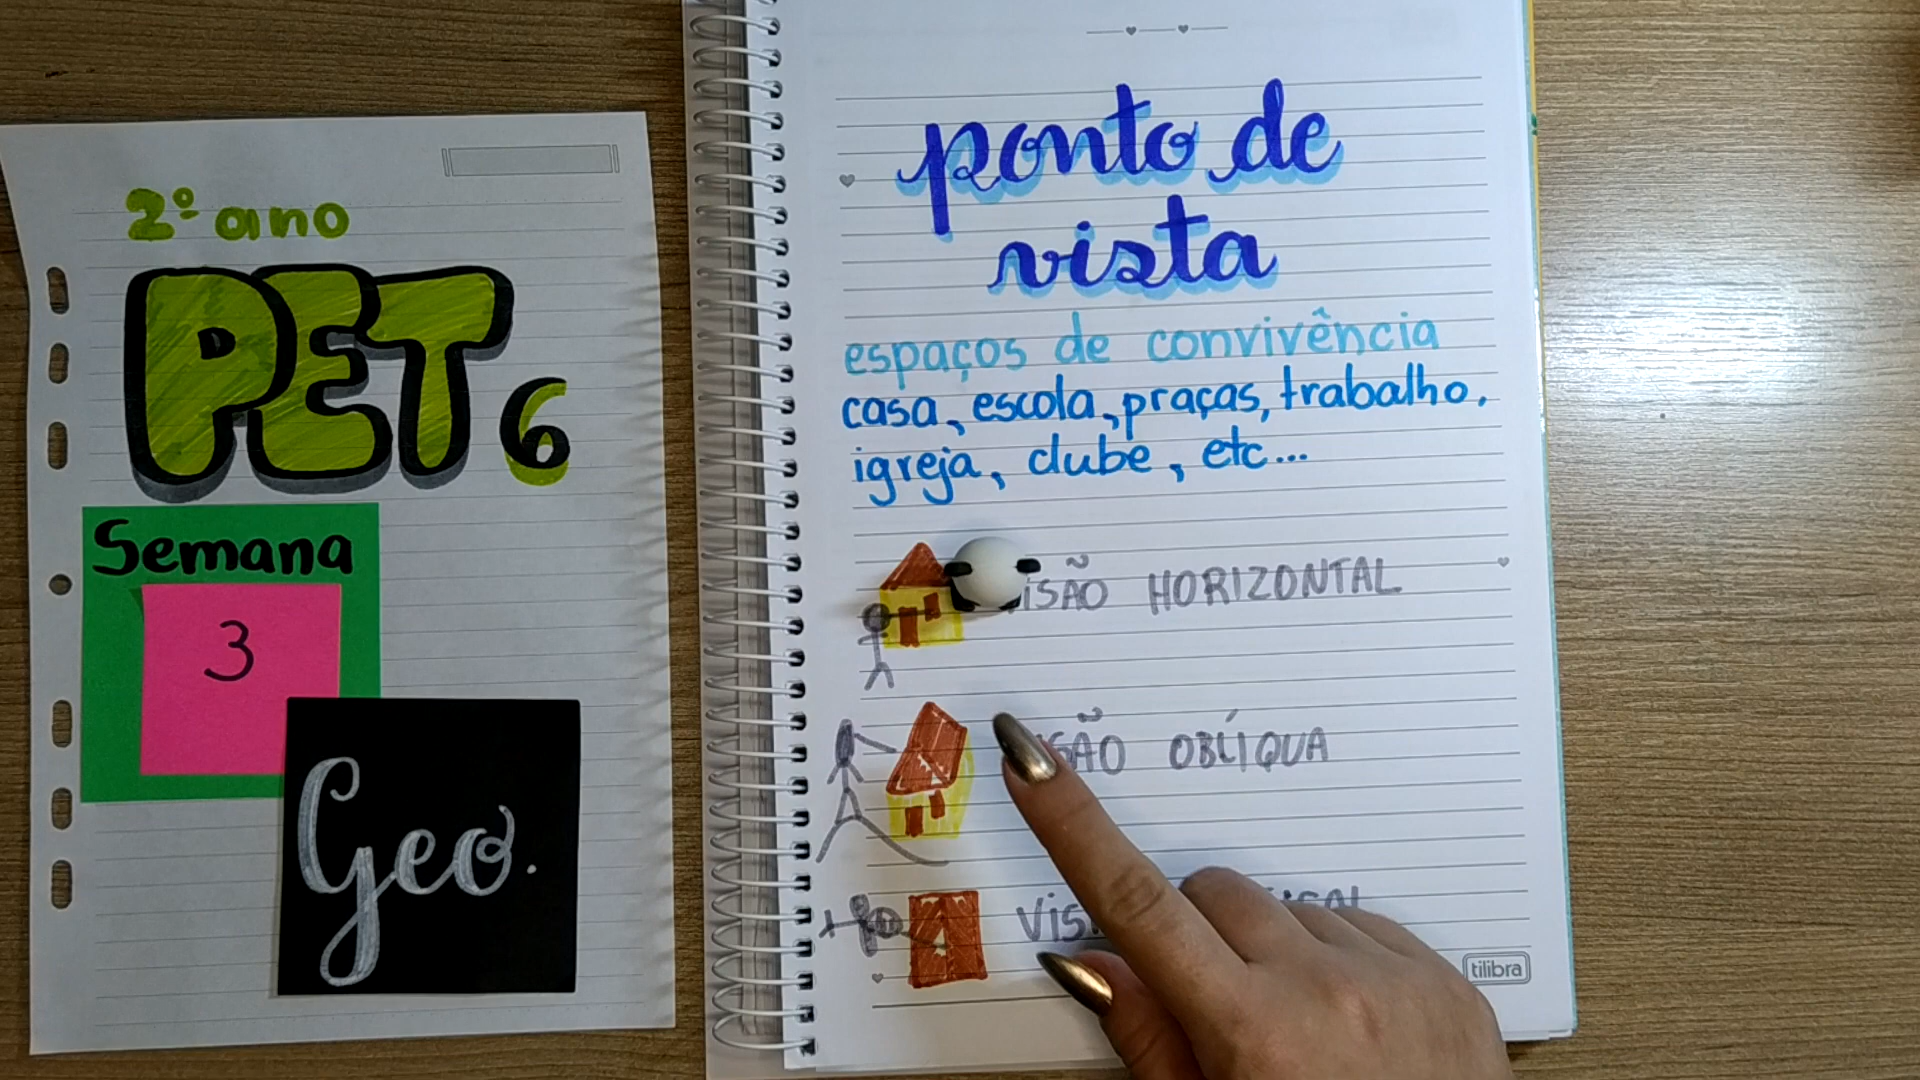 2º ano
PET 6
Semana
3
Geo.
ponto de
vista
espaços de convivência
casa, escola, praças, trabalho,
igreja, clube, etc...
VISÃO HORIZONTAL
OBLÍQUA
tilibra